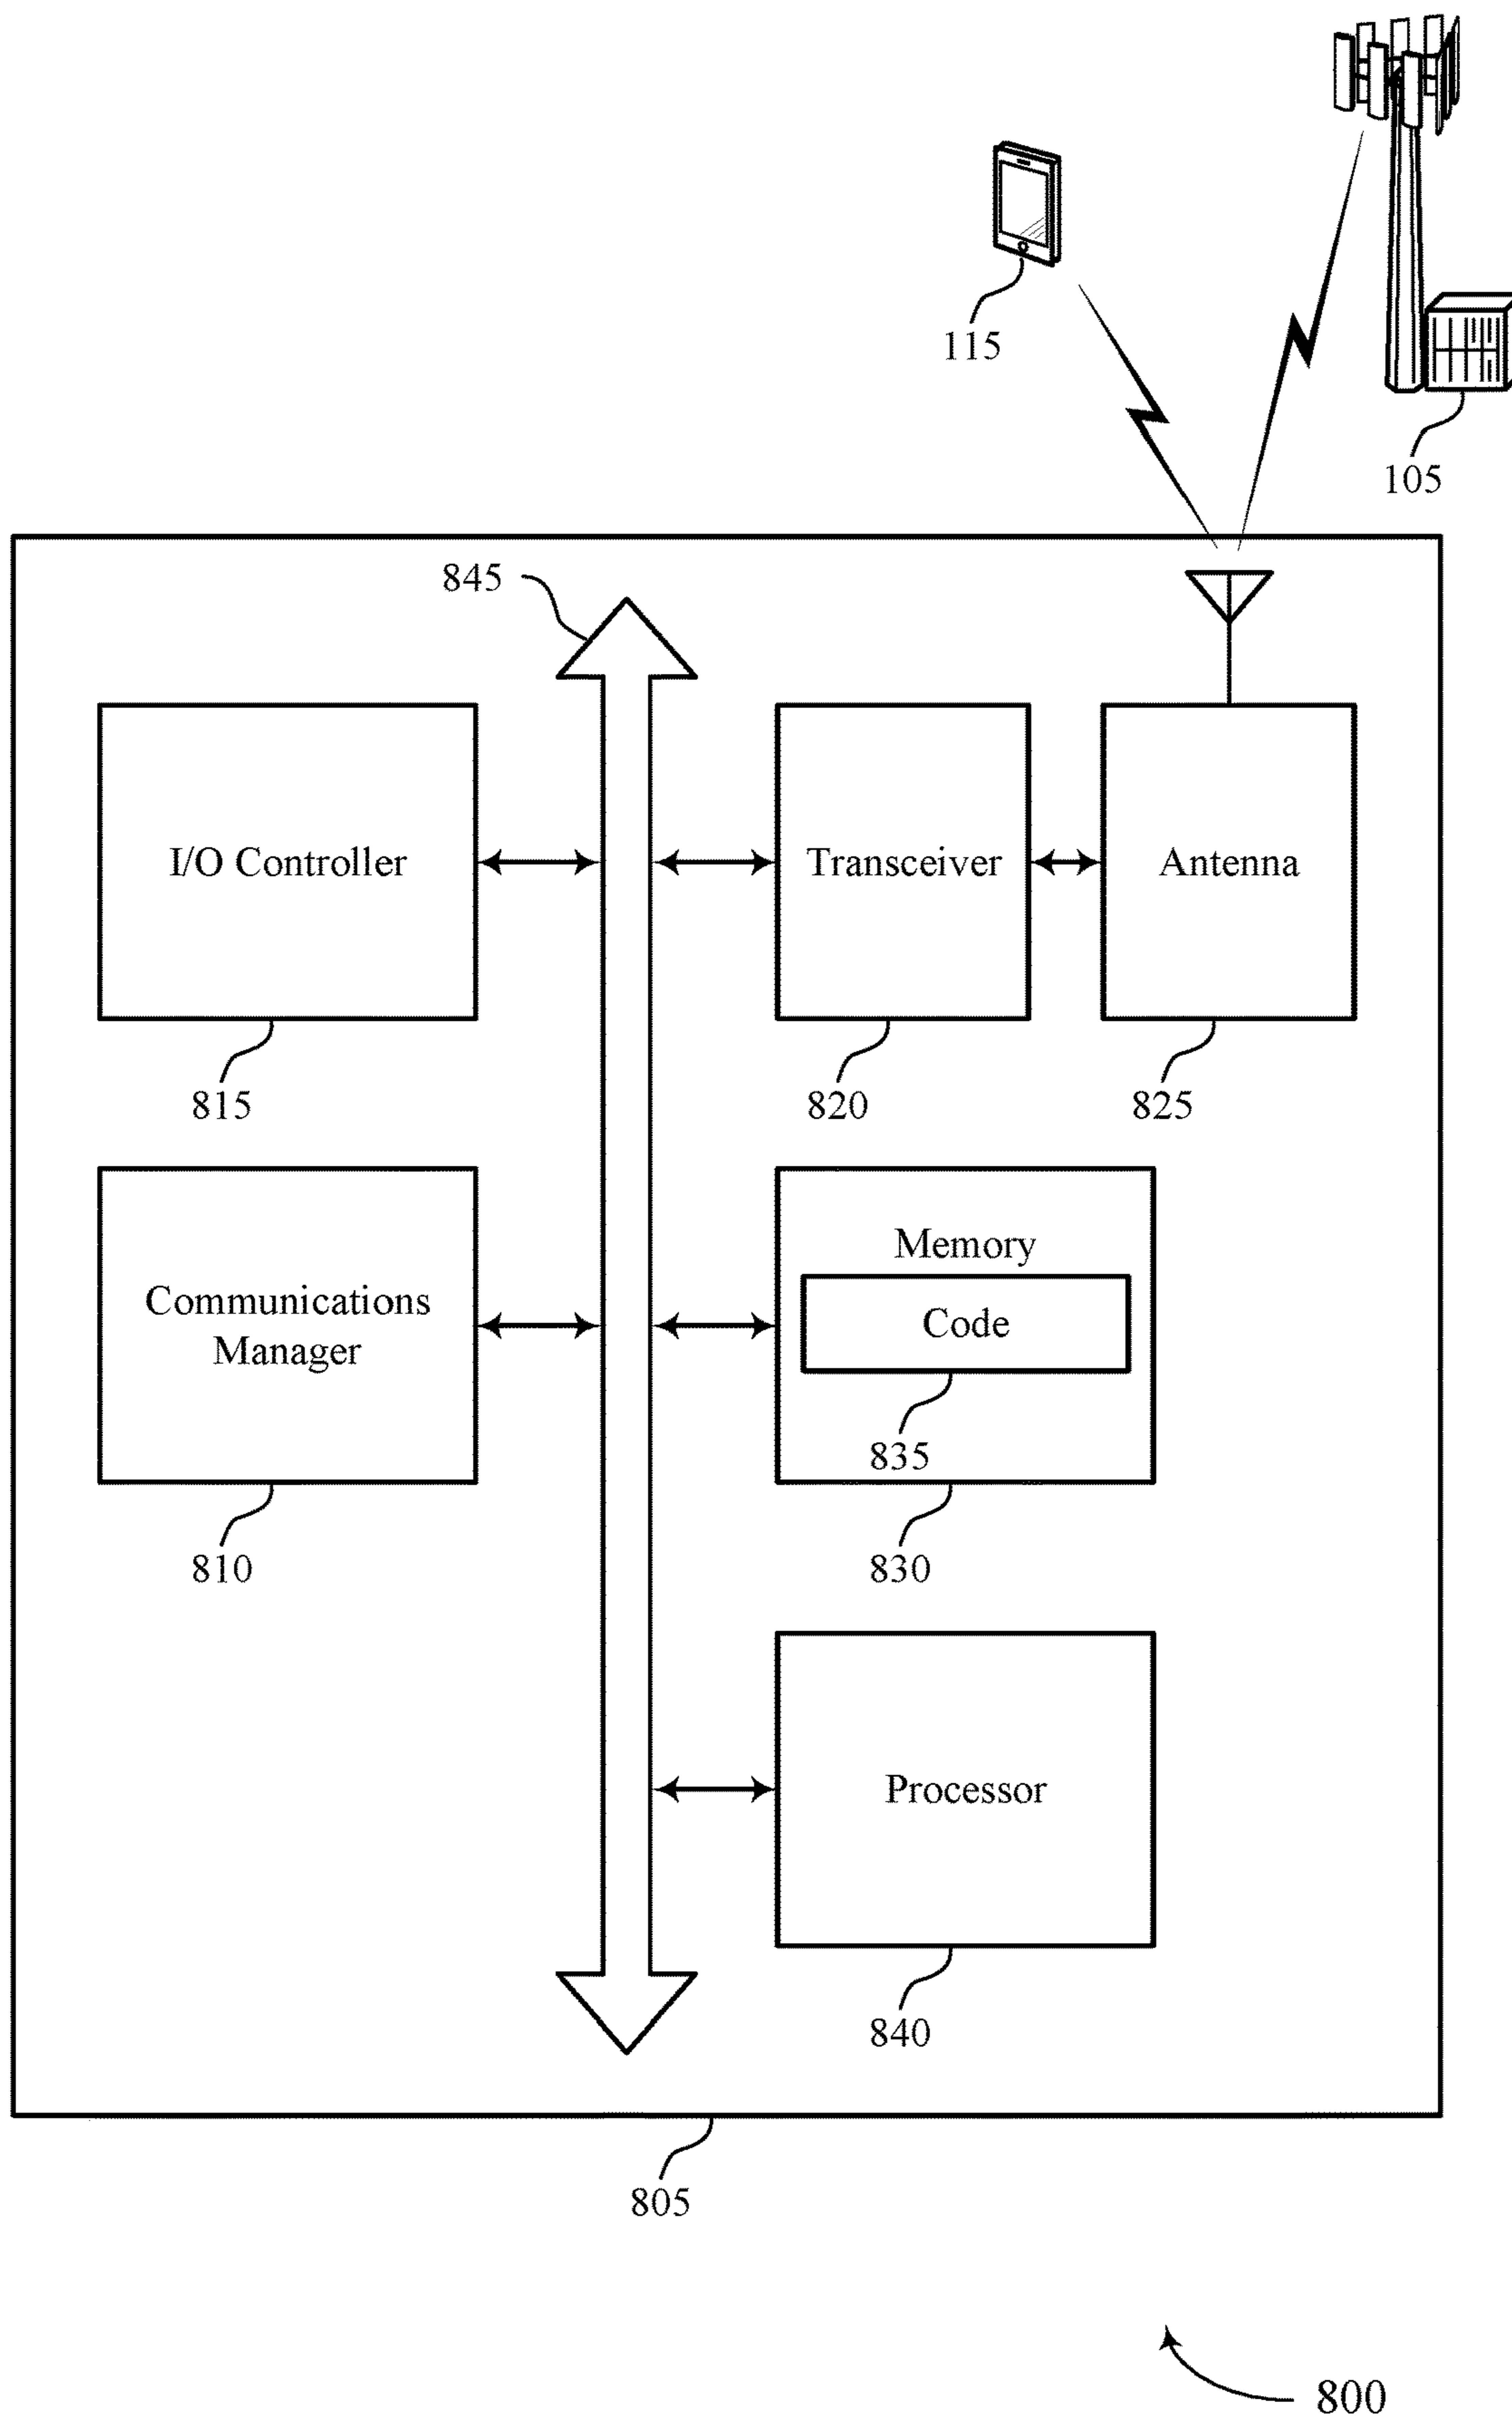 115
105
845
I/O Controller
Transceiver
Antenna
815
820
825
Communications
Manager
Memory
Code
835
810
830
Processor
840
805
800